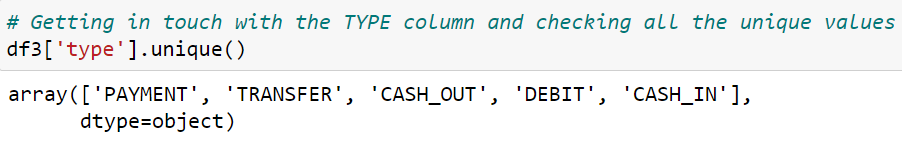 # Getting in touch with the TYPE column and checking all the unique values
df3['type'].unique()
array(['PAYMENT', 'TRANSFER', 'CASH_OUT', 'DEBIT', 'CASH_IN'],
      dtype=object)